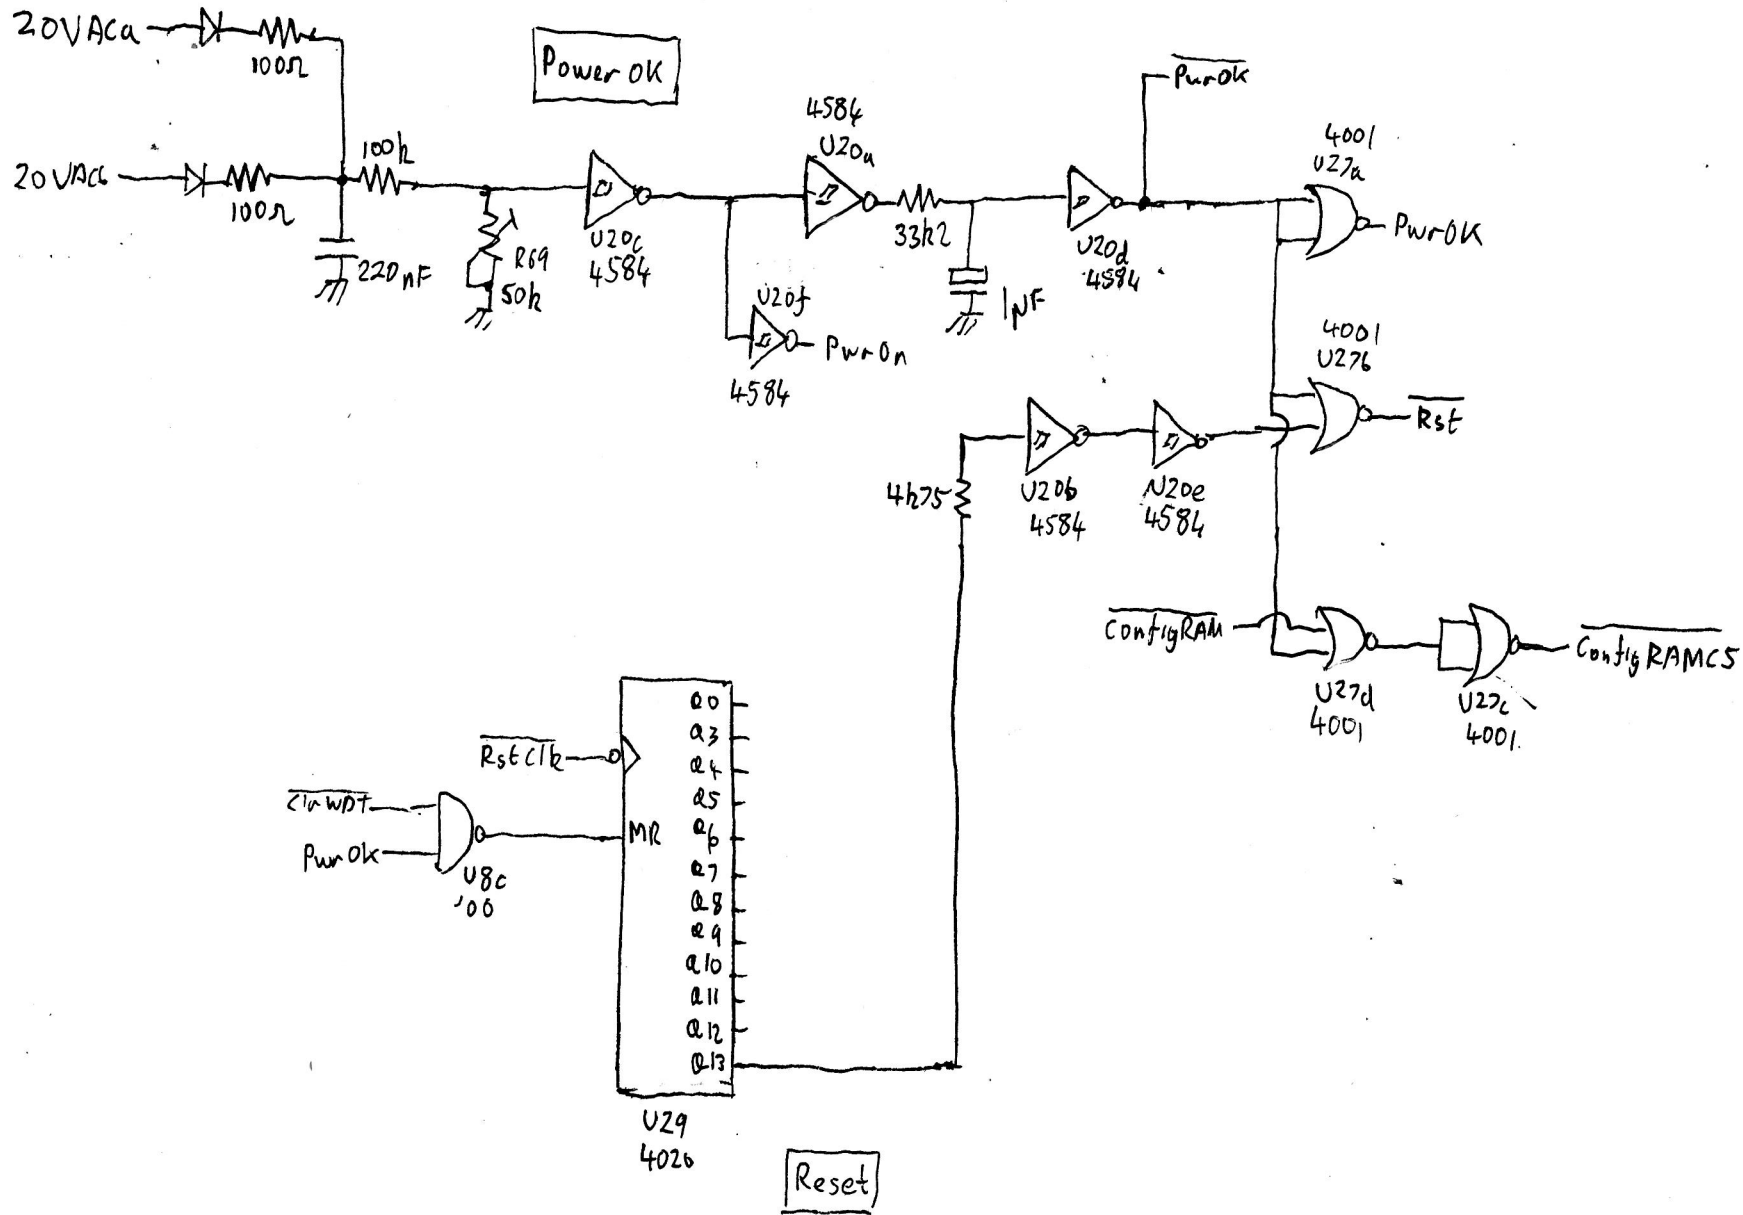 20VACa
100Ω
Power OK
4584
U20a
PwrOK
4001
U27a
20VACb
100Ω
100k
220nF
R69
50k
U20c
4584
33k2
1µF
U20d
4584
PwrOK
U20f
4584
PwrOn
4001
U27b
Rst
4k75
U20b
4584
U20e
4584
ConfigRAM
U27d
4001
U27c
4001
ConfigRAMCS
RstClk
ClrWDT
PwrOk
U8c
'00
MR
Q0
Q3
Q4
Q5
Q6
Q7
Q8
Q9
Q10
Q11
Q12
Q13
U29
4020
Reset